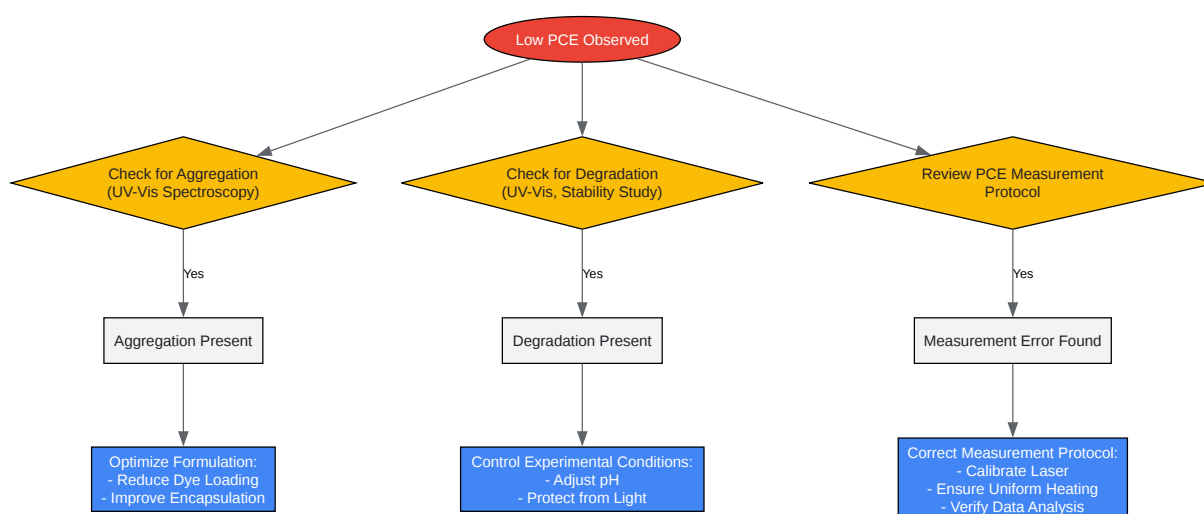 Low PCE Observed
Check for Aggregation
(UV-Vis Spectroscopy)
Check for Degradation
(UV-Vis, Stability Study)
Review PCE Measurement
Protocol
Yes
Yes
Yes
Aggregation Present
Degradation Present
Measurement Error Found
Optimize Formulation:
- Reduce Dye Loading
- Improve Encapsulation
Control Experimental Conditions:
- Adjust pH
- Protect from Light
Correct Measurement Protocol:
- Calibrate Laser
- Ensure Uniform Heating
- Verify Data Analysis